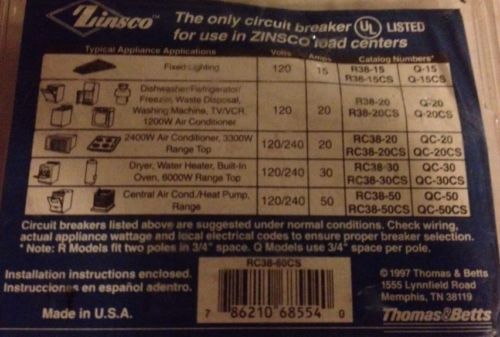 Zinsco™
The only circuit breaker UL LISTED
for use in ZINSCO® load centers
Typical Appliance Applications Volts Amps Catalog Numbers*
Fixed Lighting 120 15 R38-15 Q-15
R38-15CS Q-15CS
Dishwasher/Refrigerator/
Freezer, Waste Disposal,
Washing Machine, TV/VCR
1200W Air Conditioner 120 20 R38-20 Q-20
R38-20CS Q-20CS
2400W Air Conditioner, 3300W
Range Top 120/240 20 RC38-20 QC-20
RC38-20CS QC-20CS
Dryer, Water Heater, Built-In
Oven, 6000W Range Top 120/240 30 RC38-30 QC-30
RC38-30CS QC-30CS
Central Air Cond./Heat Pump,
Range 120/240 50 RC38-50 QC-50
RC38-50CS QC-50CS
Circuit breakers listed above are suggested under normal conditions. Check wiring,
actual appliance wattage and local electrical codes to ensure proper breaker selection.
* Note: R Models fit two poles in 3/4" space. Q Models use 3/4" space per pole.
Installation instructions enclosed.
Instrucciones en español adentro.
Made in U.S.A.
RC38-60CS
7 86210 68554 0
© 1997 Thomas & Betts
1555 Lynnfield Road
Memphis, TN 38119
Thomas&Betts